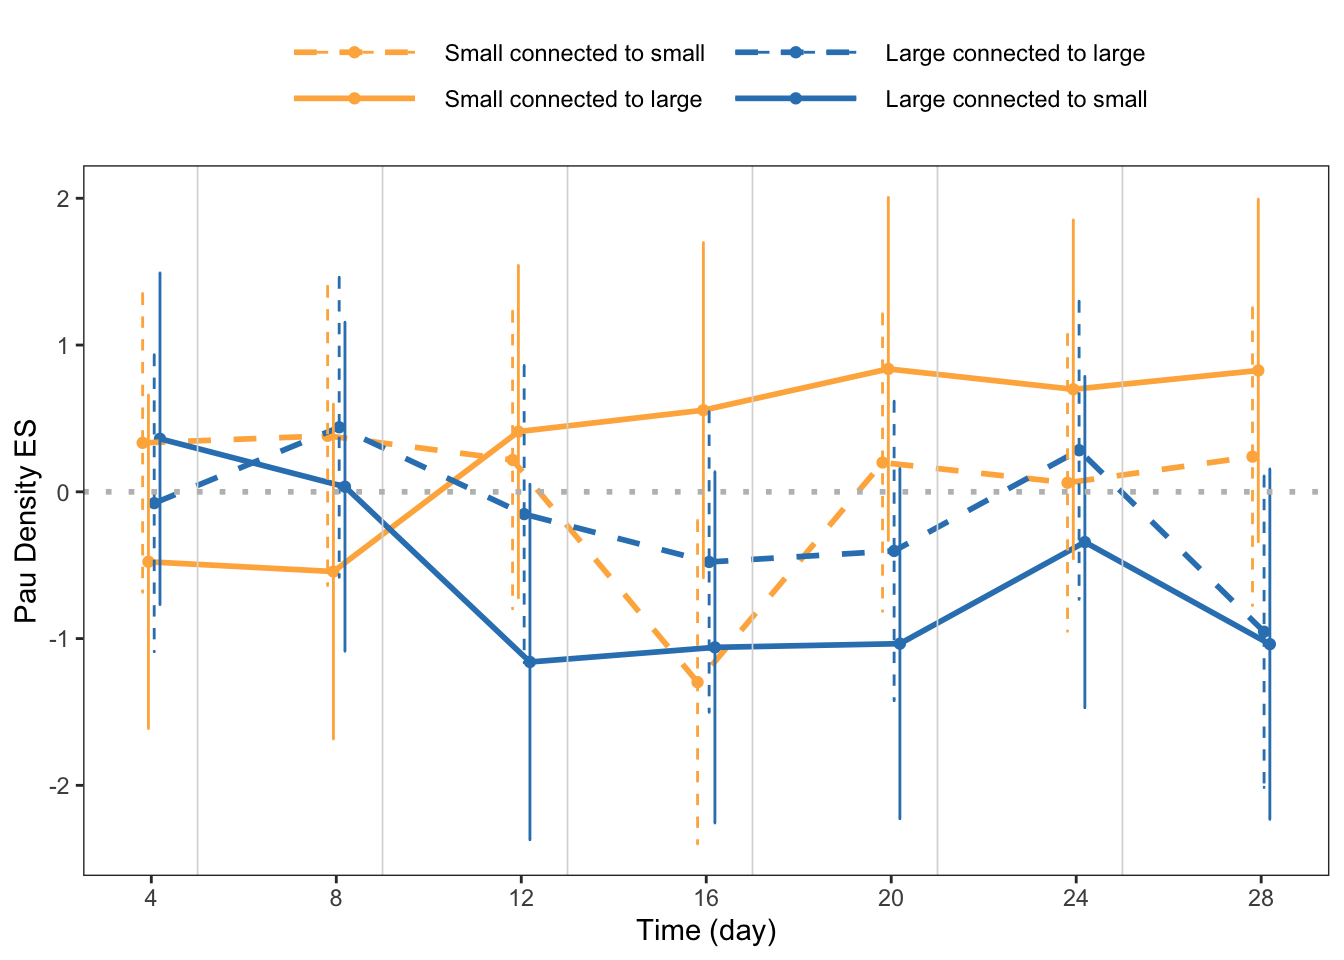 Small connected to small
Large connected to large
Small connected to large
Large connected to small
Pau Density ES
2
1
0
-1
-2
4 8 12 16 20 24 28
Time (day)